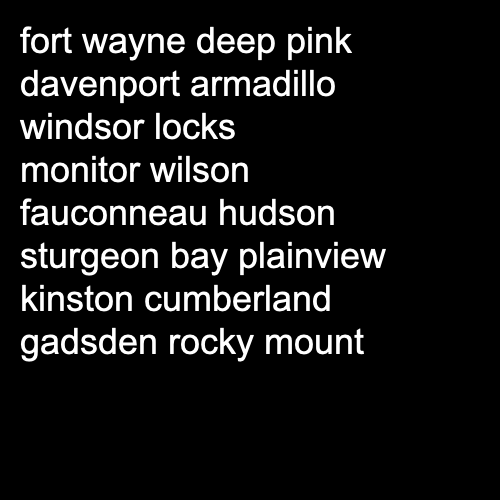 fort wayne deep pink
davenport armadillo
windsor locks
monitor wilson
fauconneau hudson
sturgeon bay plainview
kinston cumberland
gadsden rocky mount